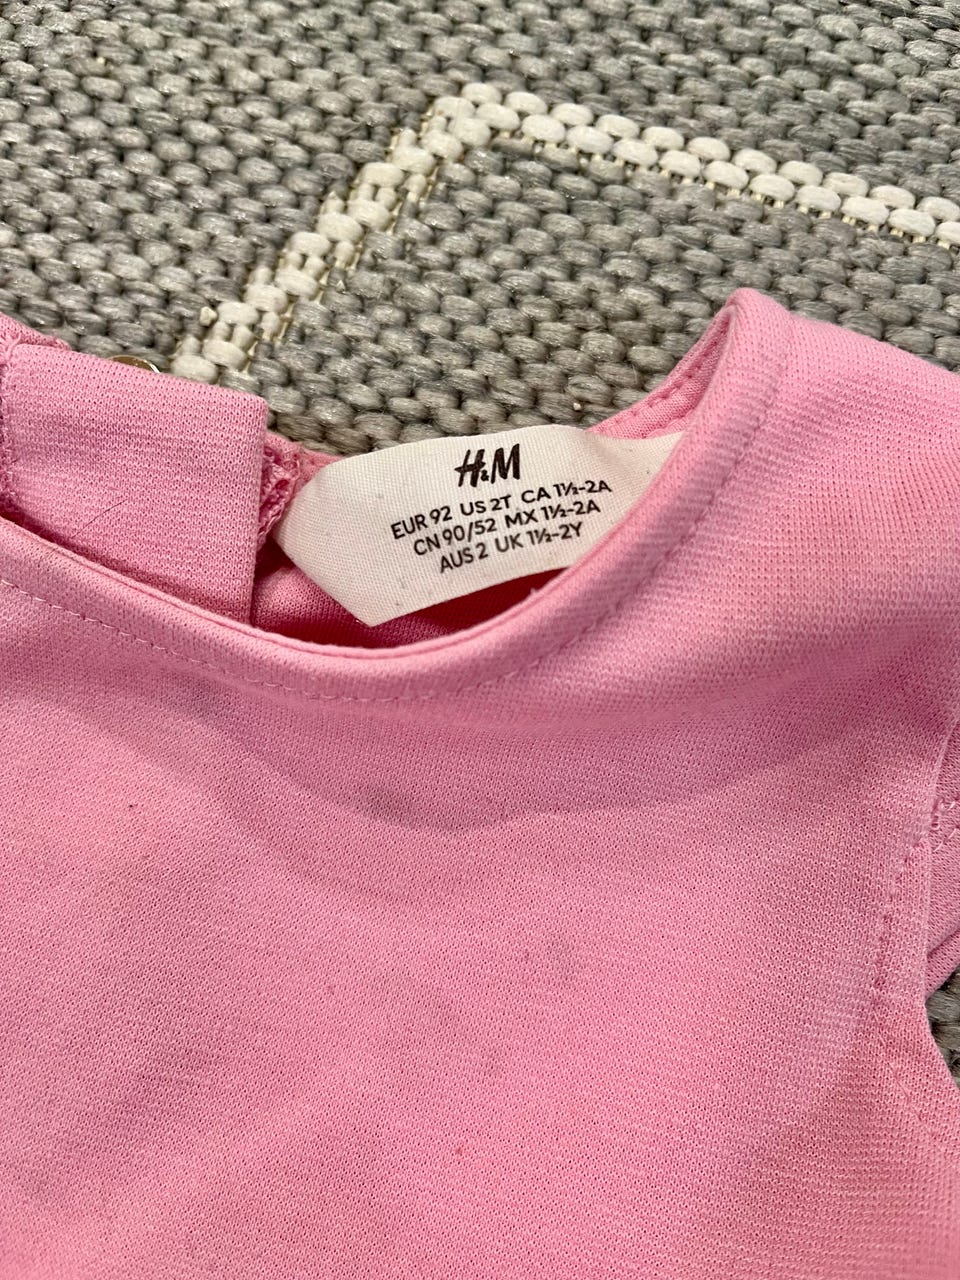 H&M
EUR 92 US 2T CA 1½-2A
CN 90/52 MX 1½-2A
AUS 2 UK 1½-2Y